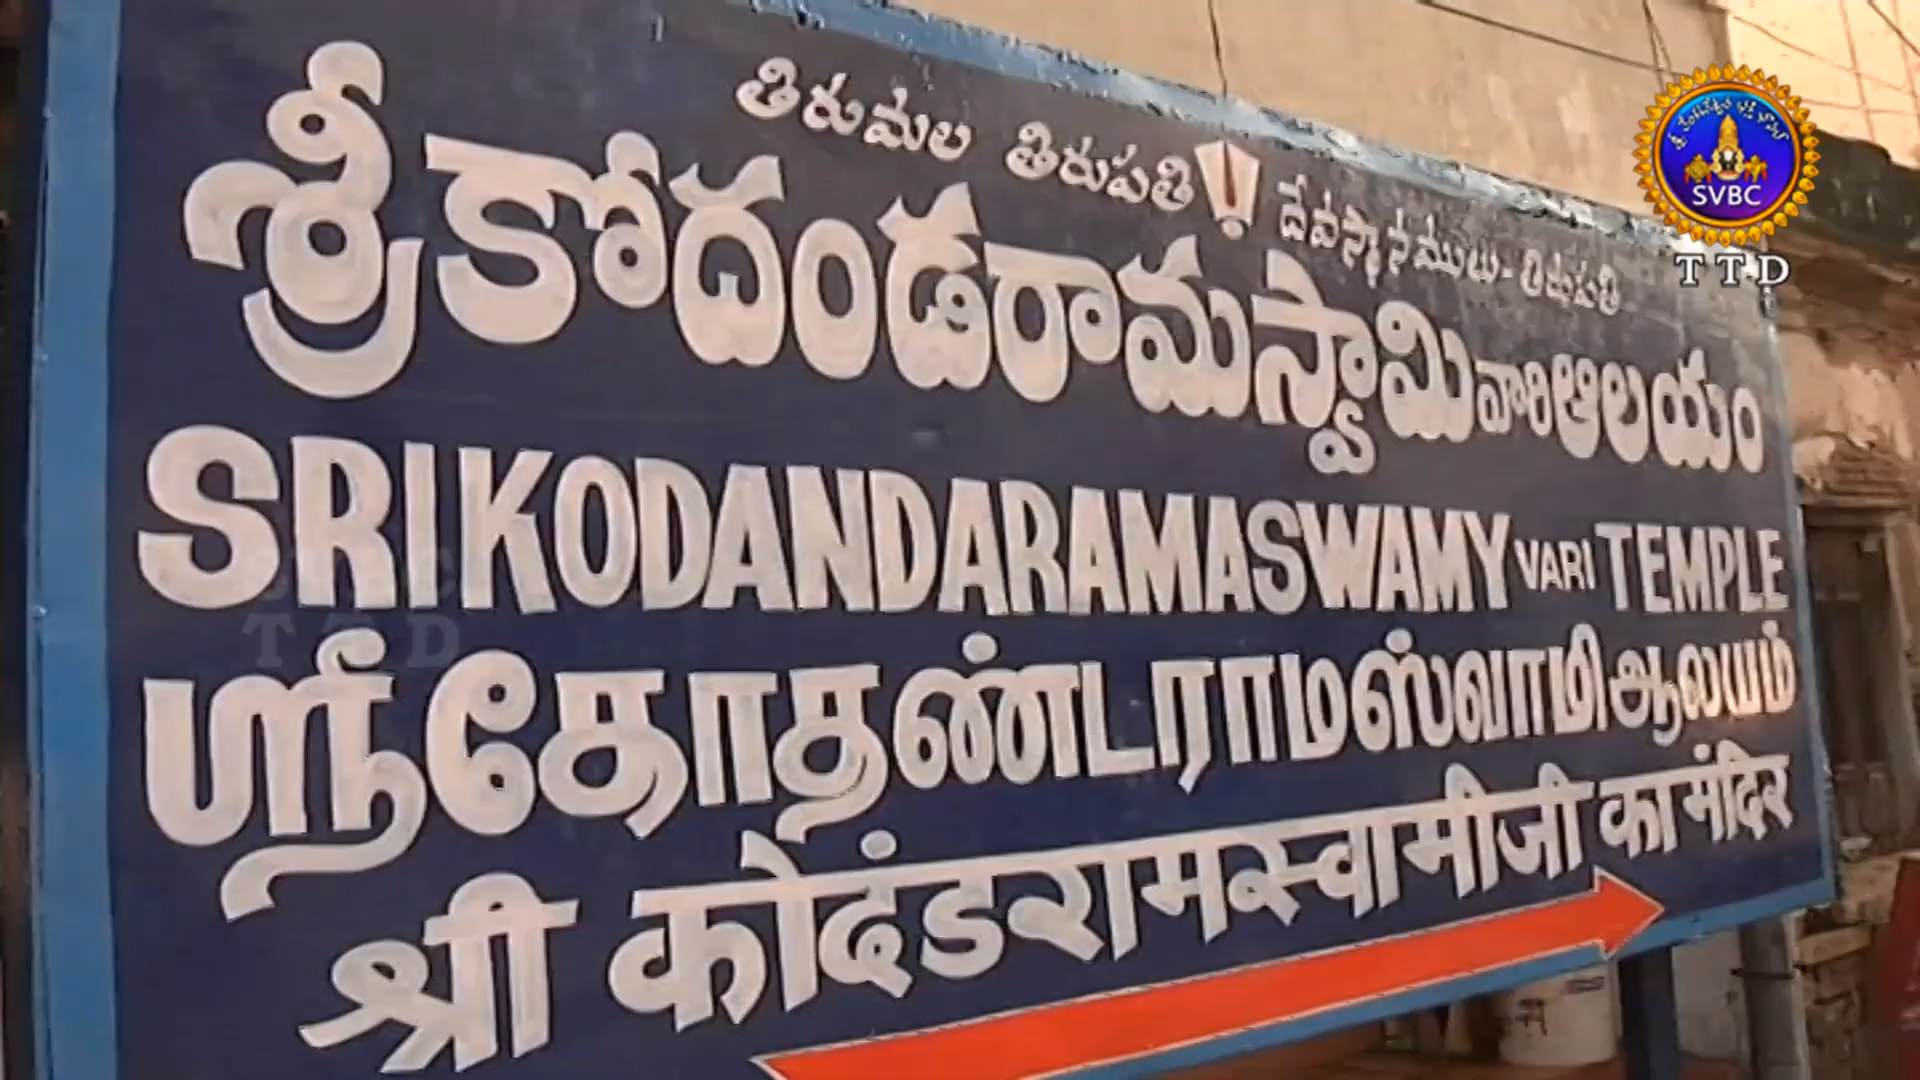 తిరుమల తిరుపతి దేవస్థానములు - తిరుపతి
శ్రీకోదండరామస్వామి వారి ఆలయం
SRI KODANDARAMASWAMY VARI TEMPLE
ஸ்ரீ கோதண்டராமஸ்வாமி ஆலயம்
श्री कोदंडरामस्वामीजी का मंदिर
SVBC
TTD